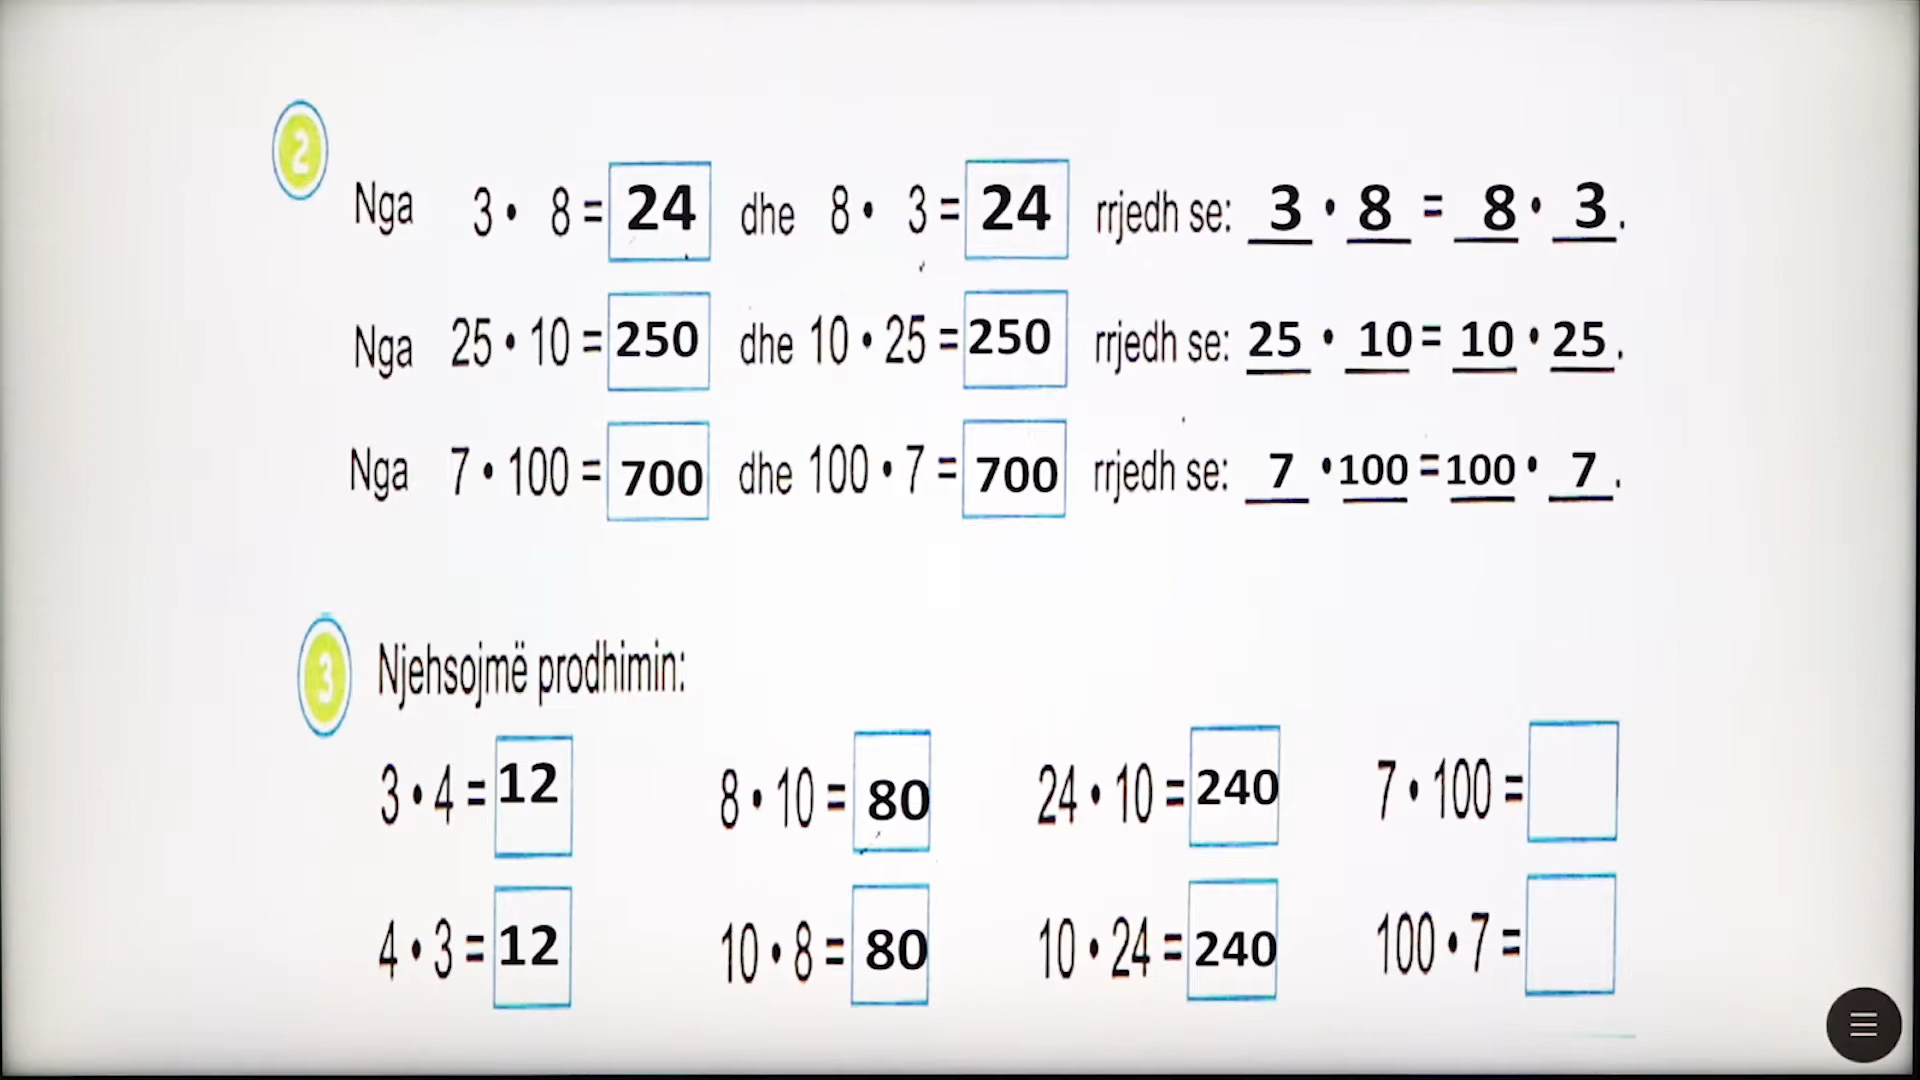 2
Nga 3 • 8 = 24 dhe 8 • 3 = 24 rrjedh se: 3 • 8 = 8 • 3.
Nga 25 • 10 = 250 dhe 10 • 25 = 250 rrjedh se: 25 • 10 = 10 • 25.
Nga 7 • 100 = 700 dhe 100 • 7 = 700 rrjedh se: 7 • 100 = 100 • 7.
3 Njehsojmë prodhimin:
3 • 4 = 12 8 • 10 = 80 24 • 10 = 240 7 • 100 =
4 • 3 = 12 10 • 8 = 80 10 • 24 = 240 100 • 7 =